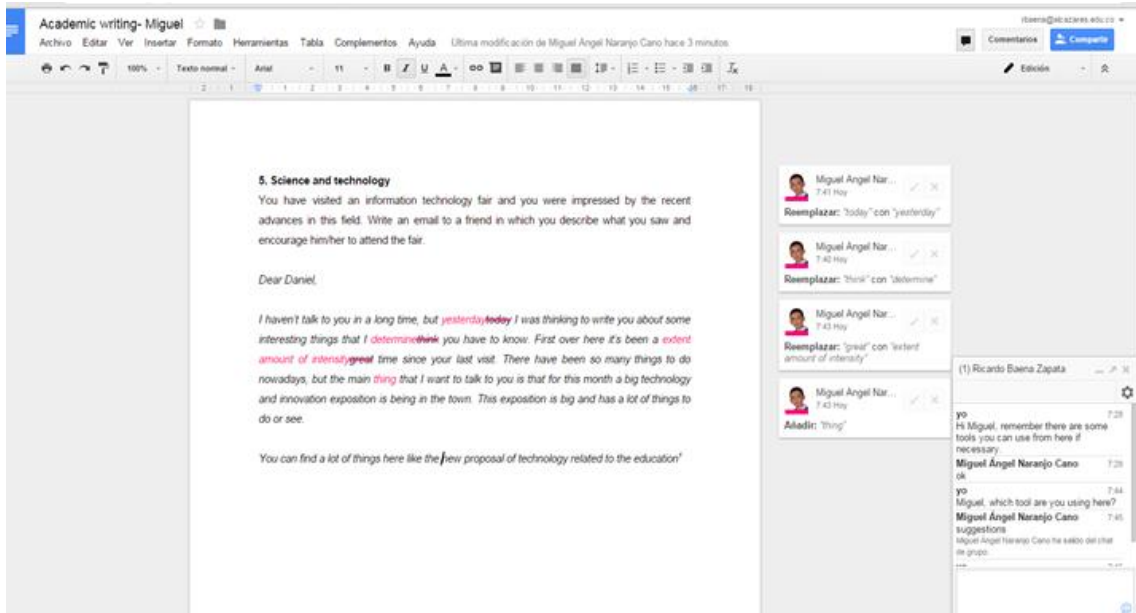 Academic writing- Miguel
rbaena@alcazares.edu.co
Archivo Editar Ver Insertar Formato Herramientas Tabla Complementos Ayuda Última modificación de Miguel Angel Naranjo Cano hace 3 minutos
Comentarios Compartir
100% Texto normal Arial 11 B I U A Edición
5. Science and technology
You have visited an information technology fair and you were impressed by the recent
advances in this field. Write an email to a friend in which you describe what you saw and
encourage him/her to attend the fair.
Dear Daniel,
I haven't talk to you in a long time, but yesterdaytoday I was thinking to write you about some
interesting things that I determinethink you have to know. First over here it's been a extent
amount of intensitygreat time since your last visit. There have been so many things to do
nowadays, but the main thing that I want to talk to you is that for this month a big technology
and innovation exposition is being in the town. This exposition is big and has a lot of things to
do or see.
You can find a lot of things here like the new proposal of technology related to the education
Miguel Angel Nar...
7:41 Hoy
Reemplazar: "today" con "yesterday"
Miguel Angel Nar...
7:40 Hoy
Reemplazar: "think" con "determine"
Miguel Angel Nar...
7:43 Hoy
Reemplazar: "great" con "extent
amount of intensity"
Miguel Angel Nar...
7:43 Hoy
Añadir: "thing"
(1) Ricardo Baena Zapata
yo 7:28
Hi Miguel, remember there are some
tools you can use from here if
necessary.
Miguel Ángel Naranjo Cano 7:28
ok
yo 7:44
Miguel, which tool are you using here?
Miguel Ángel Naranjo Cano 7:45
suggestions
Miguel Ángel Naranjo Cano ha salido del chat
de grupo